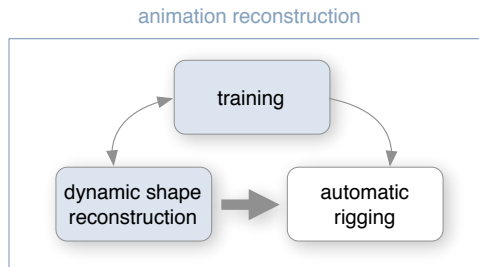 animation reconstruction
training
dynamic shape
reconstruction
automatic
rigging